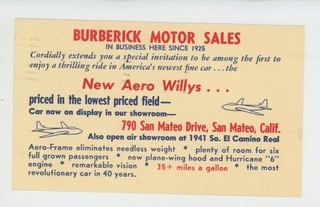 BURBERICK MOTOR SALES
IN BUSINESS HERE SINCE 1925
Cordially extends you a special invitation to be among the first to
enjoy a thrilling ride in America's newest fine car . . . the
New Aero Willys . . .
priced in the lowest priced field—
Car now on display in our showroom—
790 San Mateo Drive, San Mateo, Calif.
Also open air showroom at 1941 So. El Camino Real
Aero-Frame eliminates needless weight * plenty of room for six
full grown passengers * new plane-wing hood and Hurricane "6"
engine * remarkable vision * 35+ miles a gallon * the most
revolutionary car in 40 years.